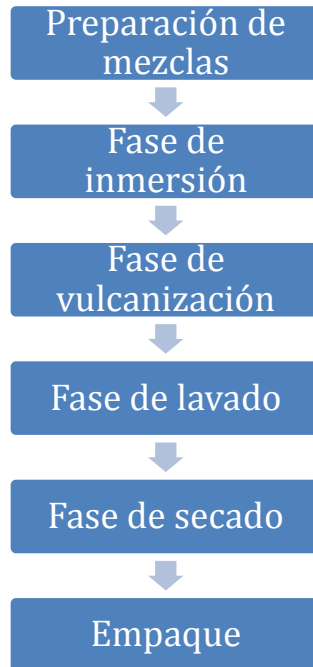 Preparación de
mezclas
Fase de
inmersión
Fase de
vulcanización
Fase de lavado
Fase de secado
Empaque